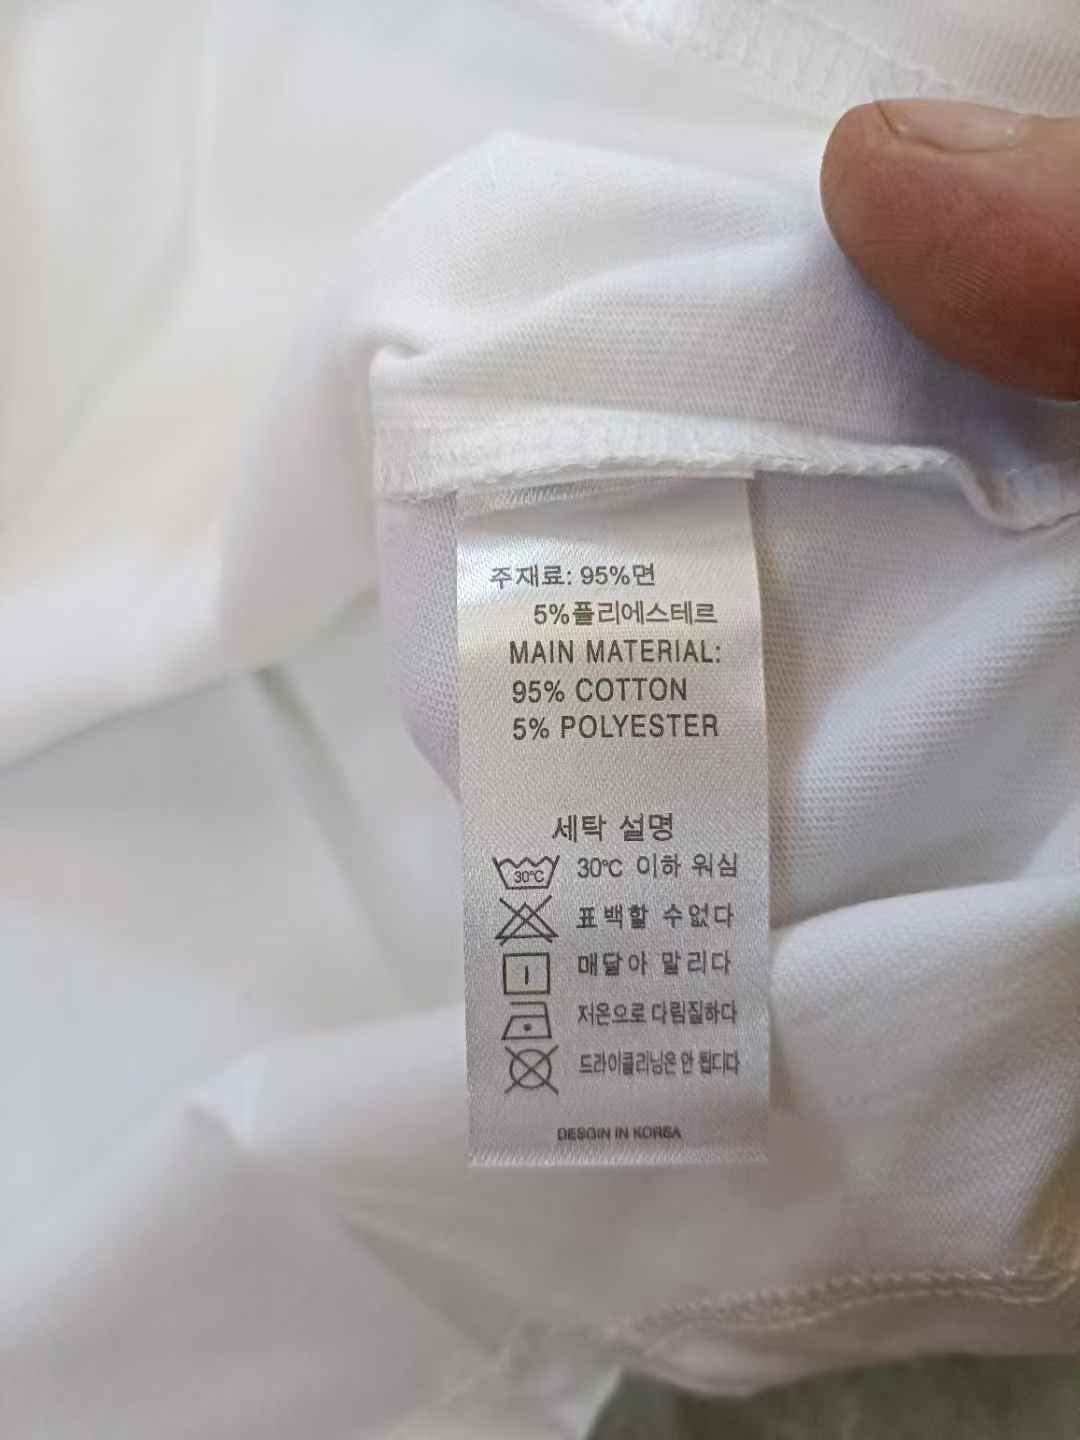 주재료: 95%면
5%폴리에스테르
MAIN MATERIAL:
95% COTTON
5% POLYESTER
세탁 설명
30℃ 30℃ 이하 워심
표백할 수없다
매달아 말리다
저온으로 다림질하다
드라이클리닝은 안 됩디다
DESGIN IN KOREA